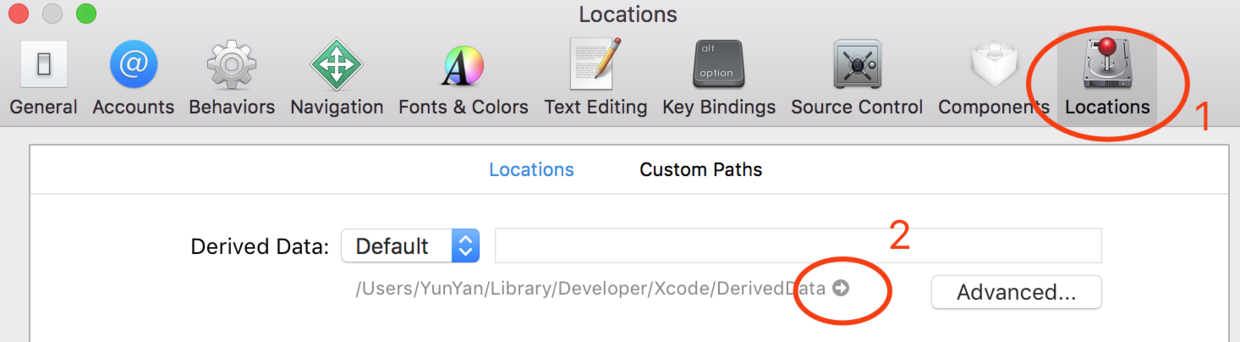 Locations
alt
option
General Accounts Behaviors Navigation Fonts & Colors Text Editing Key Bindings Source Control Components Locations
1
Locations Custom Paths
2
Derived Data: Default
/Users/YunYan/Library/Developer/Xcode/DerivedData
Advanced...